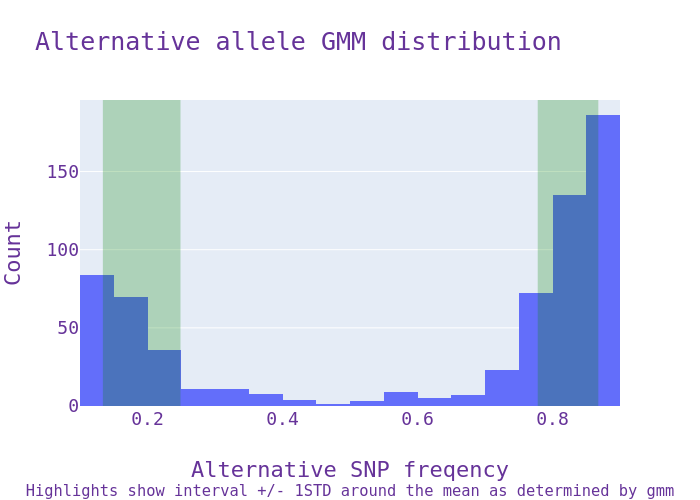 Alternative allele GMM distribution
150
100
50
0
Count
0.2
0.4
0.6
0.8
Alternative SNP freqency
Highlights show interval +/- 1STD around the mean as determined by gmm